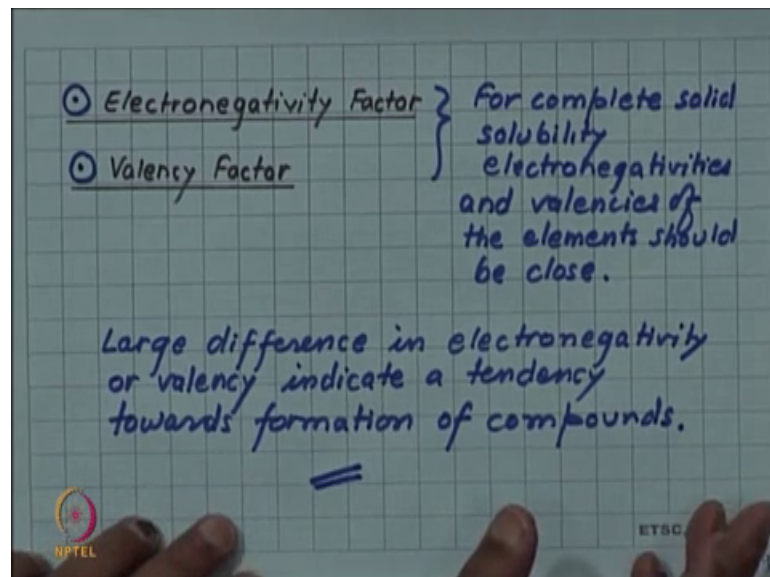 ⊙ Electronegativity Factor } For complete solid
solubility
⊙ Valency Factor electronegativities
and valencies of
the elements should
be close.
Large difference in electronegativity
or valency indicate a tendency
towards formation of compounds.
ETSC,
NPTEL